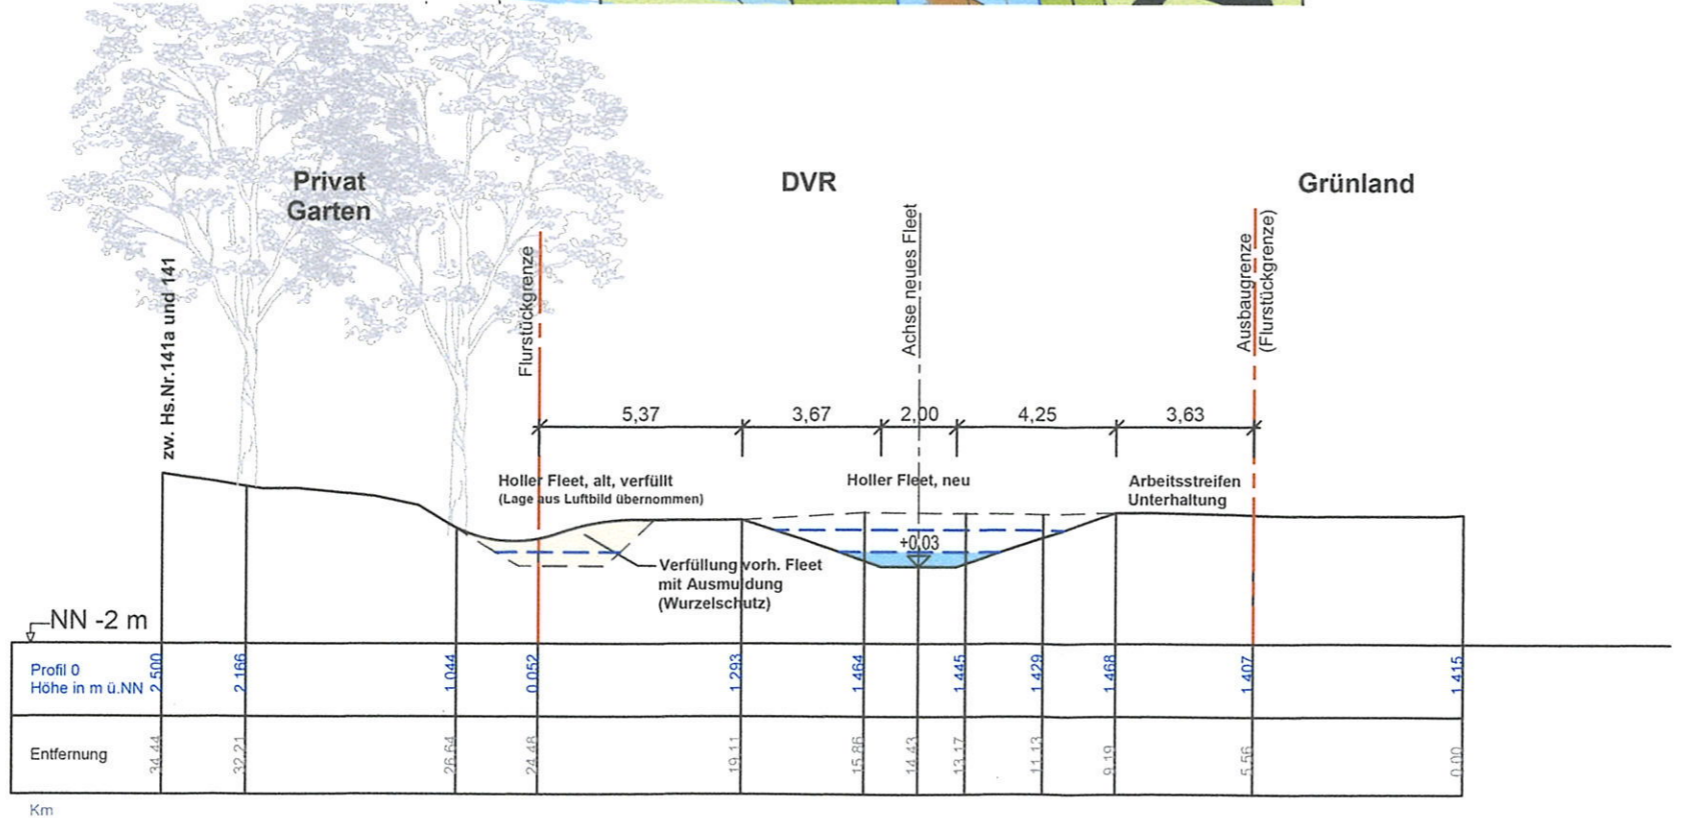 Privat
Garten
DVR
Grünland
zw. Hs.Nr.141a und 141
Flurstückgrenze
Achse neues Fleet
Ausbaugrenze
(Flurstückgrenze)
5,37
3,67
2,00
4,25
3,63
Holler Fleet, alt, verfüllt
(Lage aus Luftbild übernommen)
Holler Fleet, neu
Arbeitsstreifen
Unterhaltung
+0,03
Verfüllung vorh. Fleet
mit Ausmuldung
(Wurzelschutz)
NN -2 m
Profil 0
Höhe in m ü.NN
2.500
2.166
1.044
0.052
1.293
1.464
1.445
1.429
1.468
1.407
1.415
Entfernung
34.44
32.21
26.64
24.48
19.11
15.86
14.43
13.17
11.13
9.19
5.56
0.00
Km